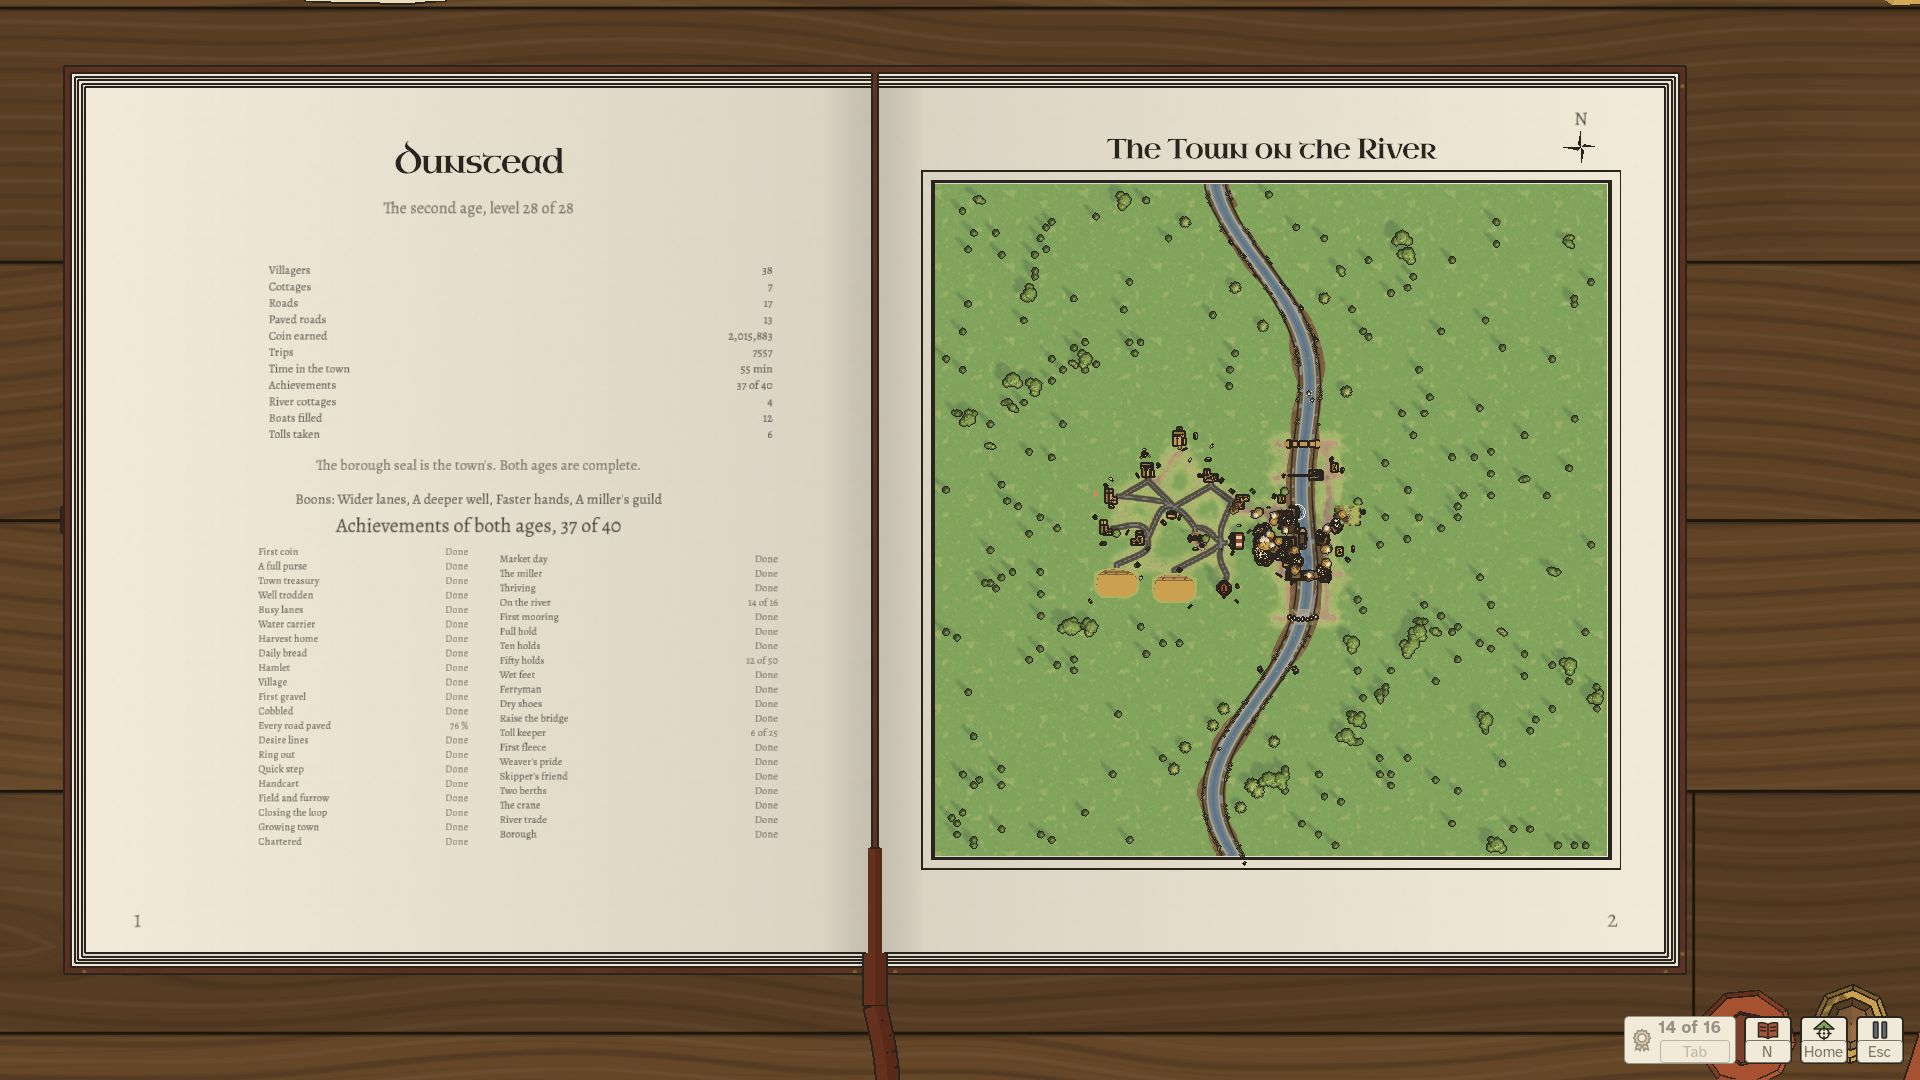 Dunstead
The second age, level 28 of 28
Villagers 38
Cottages 7
Roads 17
Paved roads 13
Coin earned 2,015,883
Trips 7557
Time in the town 55 min
Achievements 37 of 40
River cottages 4
Boats filled 12
Tolls taken 6
The borough seal is the town's. Both ages are complete.
Boons: Wider lanes, A deeper well, Faster hands, A miller's guild
Achievements of both ages, 37 of 40
First coin Done
A full purse Done
Town treasury Done
Well trodden Done
Busy lanes Done
Water carrier Done
Harvest home Done
Daily bread Done
Hamlet Done
Village Done
First gravel Done
Cobbled Done
Every road paved 76 %
Desire lines Done
Ring out Done
Quick step Done
Handcart Done
Field and furrow Done
Closing the loop Done
Growing town Done
Chartered Done
Market day Done
The miller Done
Thriving Done
On the river 14 of 16
First mooring Done
Full hold Done
Ten holds Done
Fifty holds 12 of 50
Wet feet Done
Ferryman Done
Dry shoes Done
Raise the bridge Done
Toll keeper 6 of 25
First fleece Done
Weaver's pride Done
Skipper's friend Done
Two berths Done
The crane Done
River trade Done
Borough Done
1
The Town on the River
N
2
14 of 16
Tab
N
Home
Esc